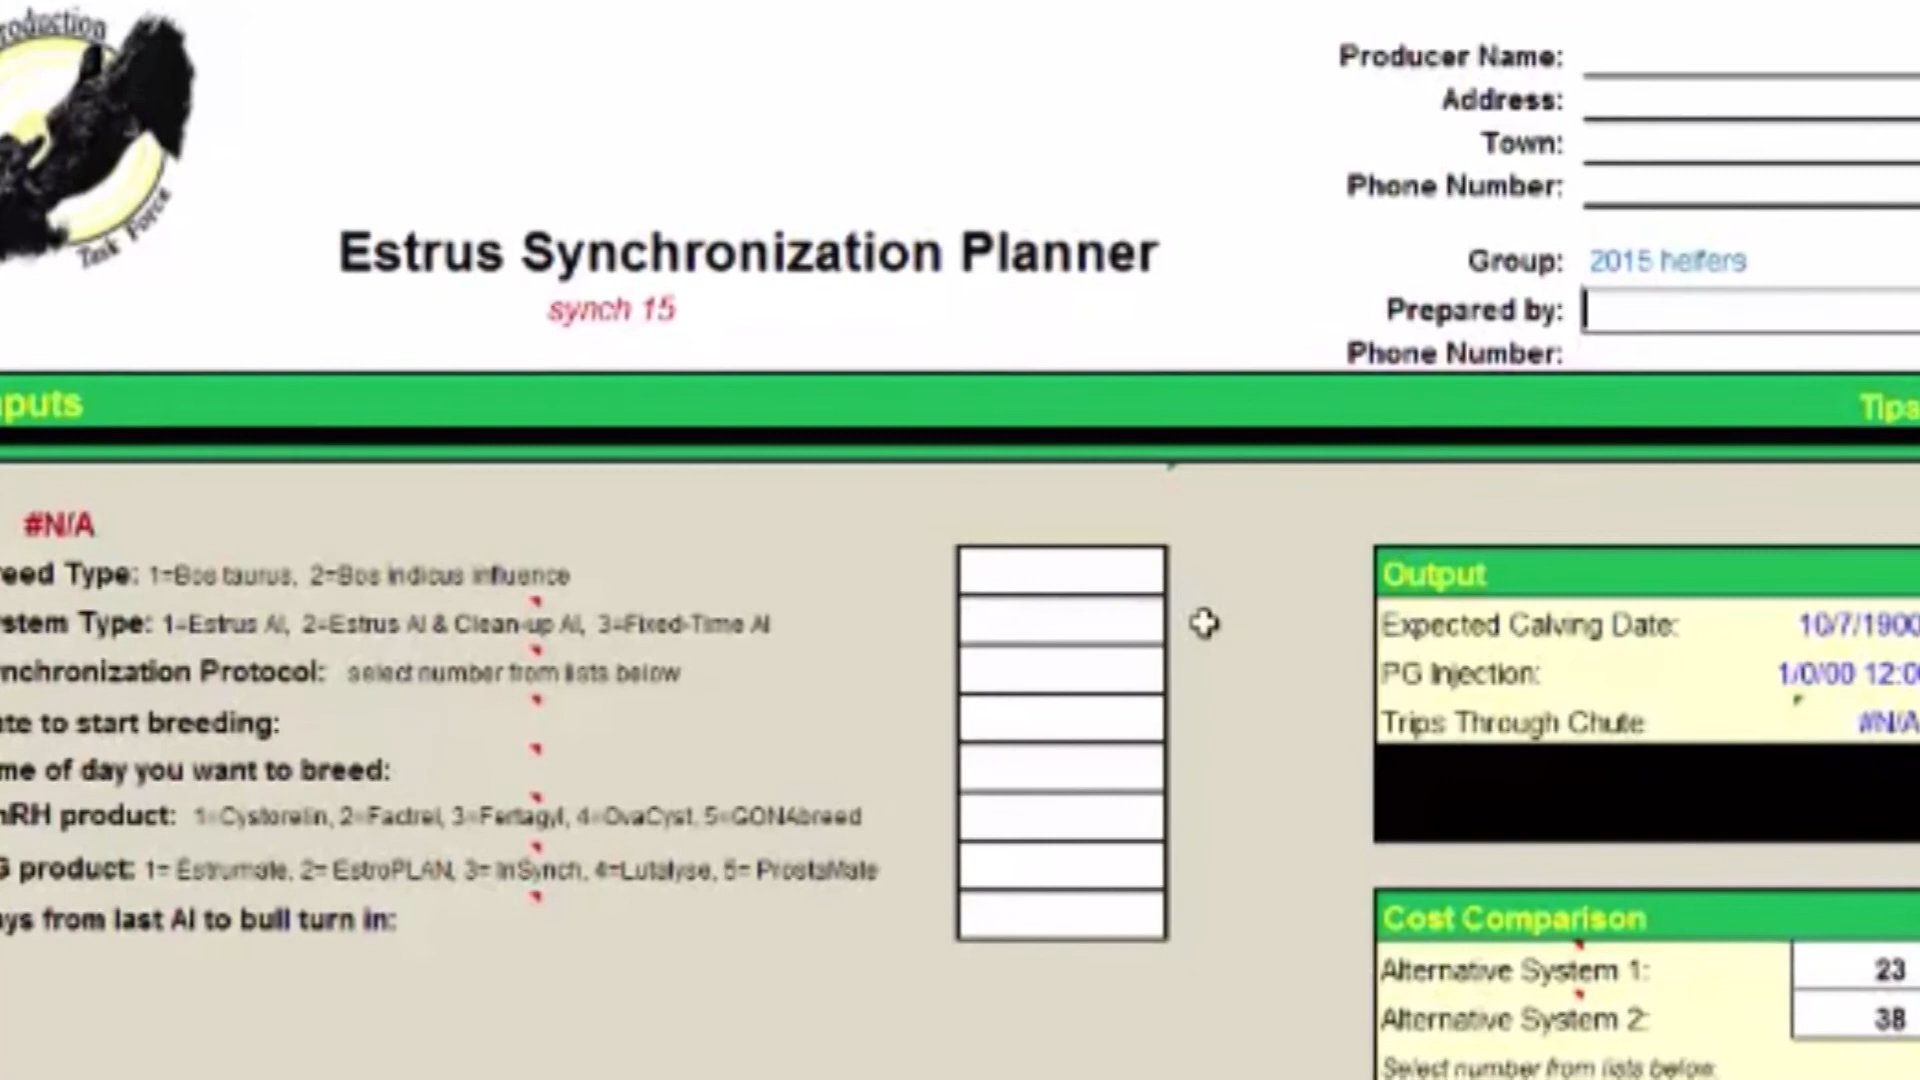 roduction
Task Force
Producer Name:
Address:
Town:
Phone Number:
Estrus Synchronization Planner
synch 15
Group: 2015 heifers
Prepared by:
Phone Number:
nputs
Tips
#N/A
reed Type: 1=Bos taurus, 2=Bos indicus influence
stem Type: 1=Estrus AI, 2=Estrus AI & Clean-up AI, 3=Fixed-Time AI
nchronization Protocol: select number from lists below
ate to start breeding:
me of day you want to breed:
nRH product: 1=Cystorelin, 2=Factrel, 3=Fertagyl, 4=OvaCyst, 5=GONAbreed
G product: 1= Estrumate, 2= EstroPLAN, 3= InSynch, 4=Lutalyse, 5= ProstaMate
ays from last AI to bull turn in:
Output
Expected Calving Date: 10/7/1900
PG Injection: 1/0/00 12:0
Trips Through Chute #N/A
Cost Comparison
Alternative System 1: 23
Alternative System 2: 38
Select number from lists below.